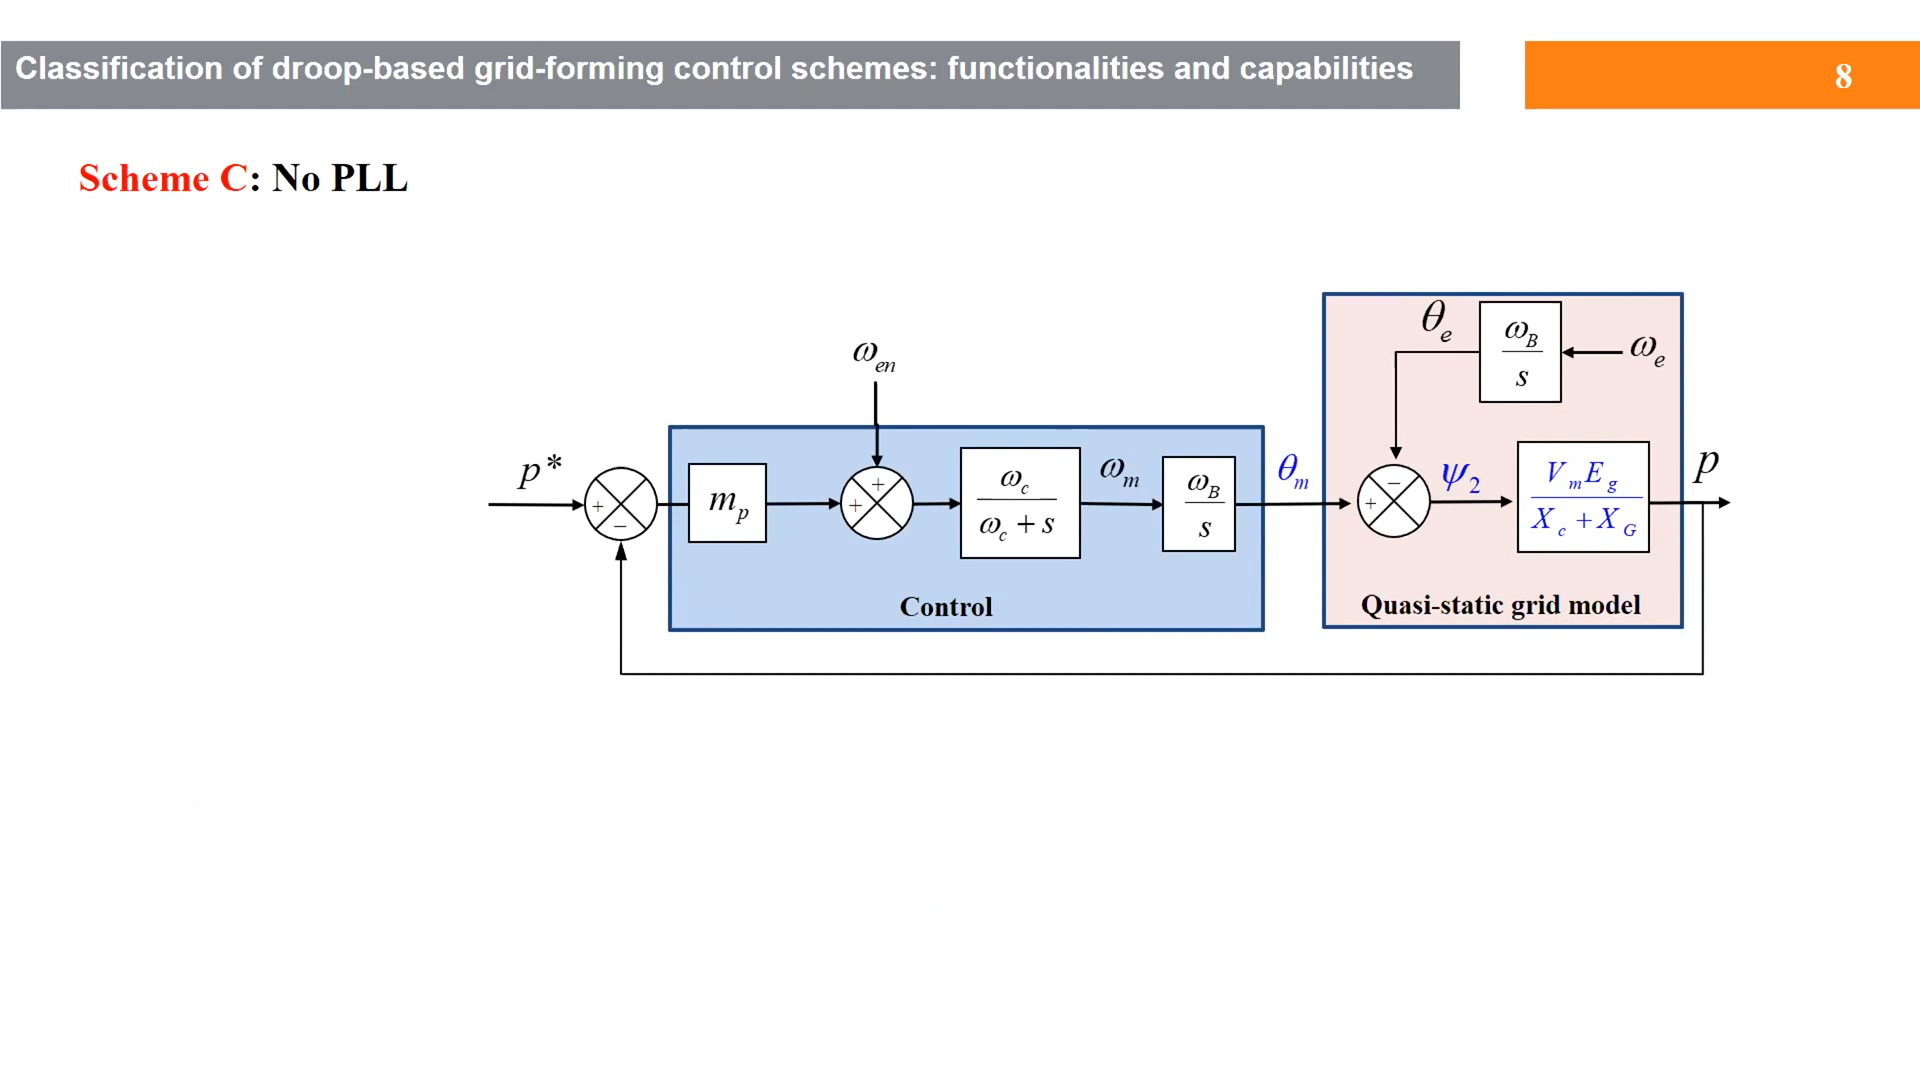 Classification of droop-based grid-forming control schemes: functionalities and capabilities
8
Scheme C: No PLL
θe
ωB
s
ωe
ωen
p*
+
−
mp
+
+
ωc
ωc + s
ωm
ωB
s
θm
−
+
ψ2
VmEg
Xc + XG
p
Control
Quasi-static grid model